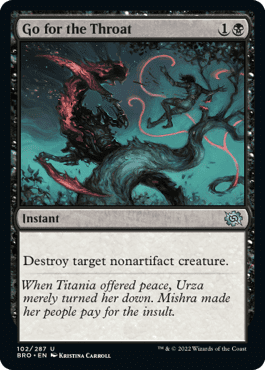 Go for the Throat 1
Instant
Destroy target nonartifact creature.
When Titania offered peace, Urza
merely turned her down. Mishra made
her people pay for the insult.
102/287 U
BRO • EN Kristina Carroll
™ & © 2022 Wizards of the Coast